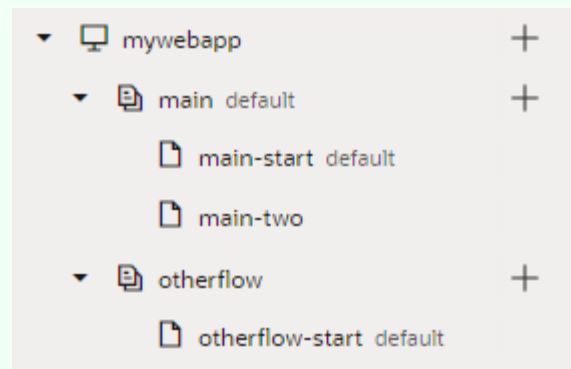 mywebapp
main default
main-start default
main-two
otherflow
otherflow-start default